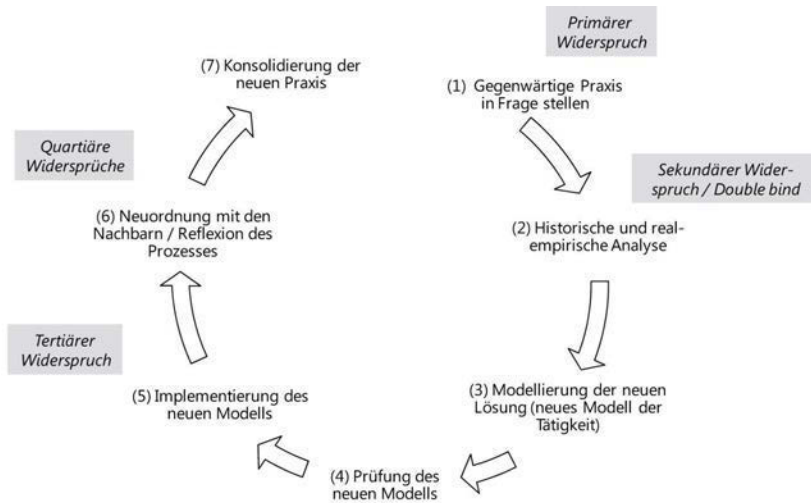 Primärer
Widerspruch
(1) Gegenwärtige Praxis
in Frage stellen
Sekundärer Wider-
spruch / Double bind
(2) Historische und real-
empirische Analyse
(3) Modellierung der neuen
Lösung (neues Modell der
Tätigkeit)
(4) Prüfung des
neuen Modells
(5) Implementierung des
neuen Modells
Tertiärer
Widerspruch
(6) Neuordnung mit den
Nachbarn / Reflexion des
Prozesses
Quartiäre
Widersprüche
(7) Konsolidierung der
neuen Praxis